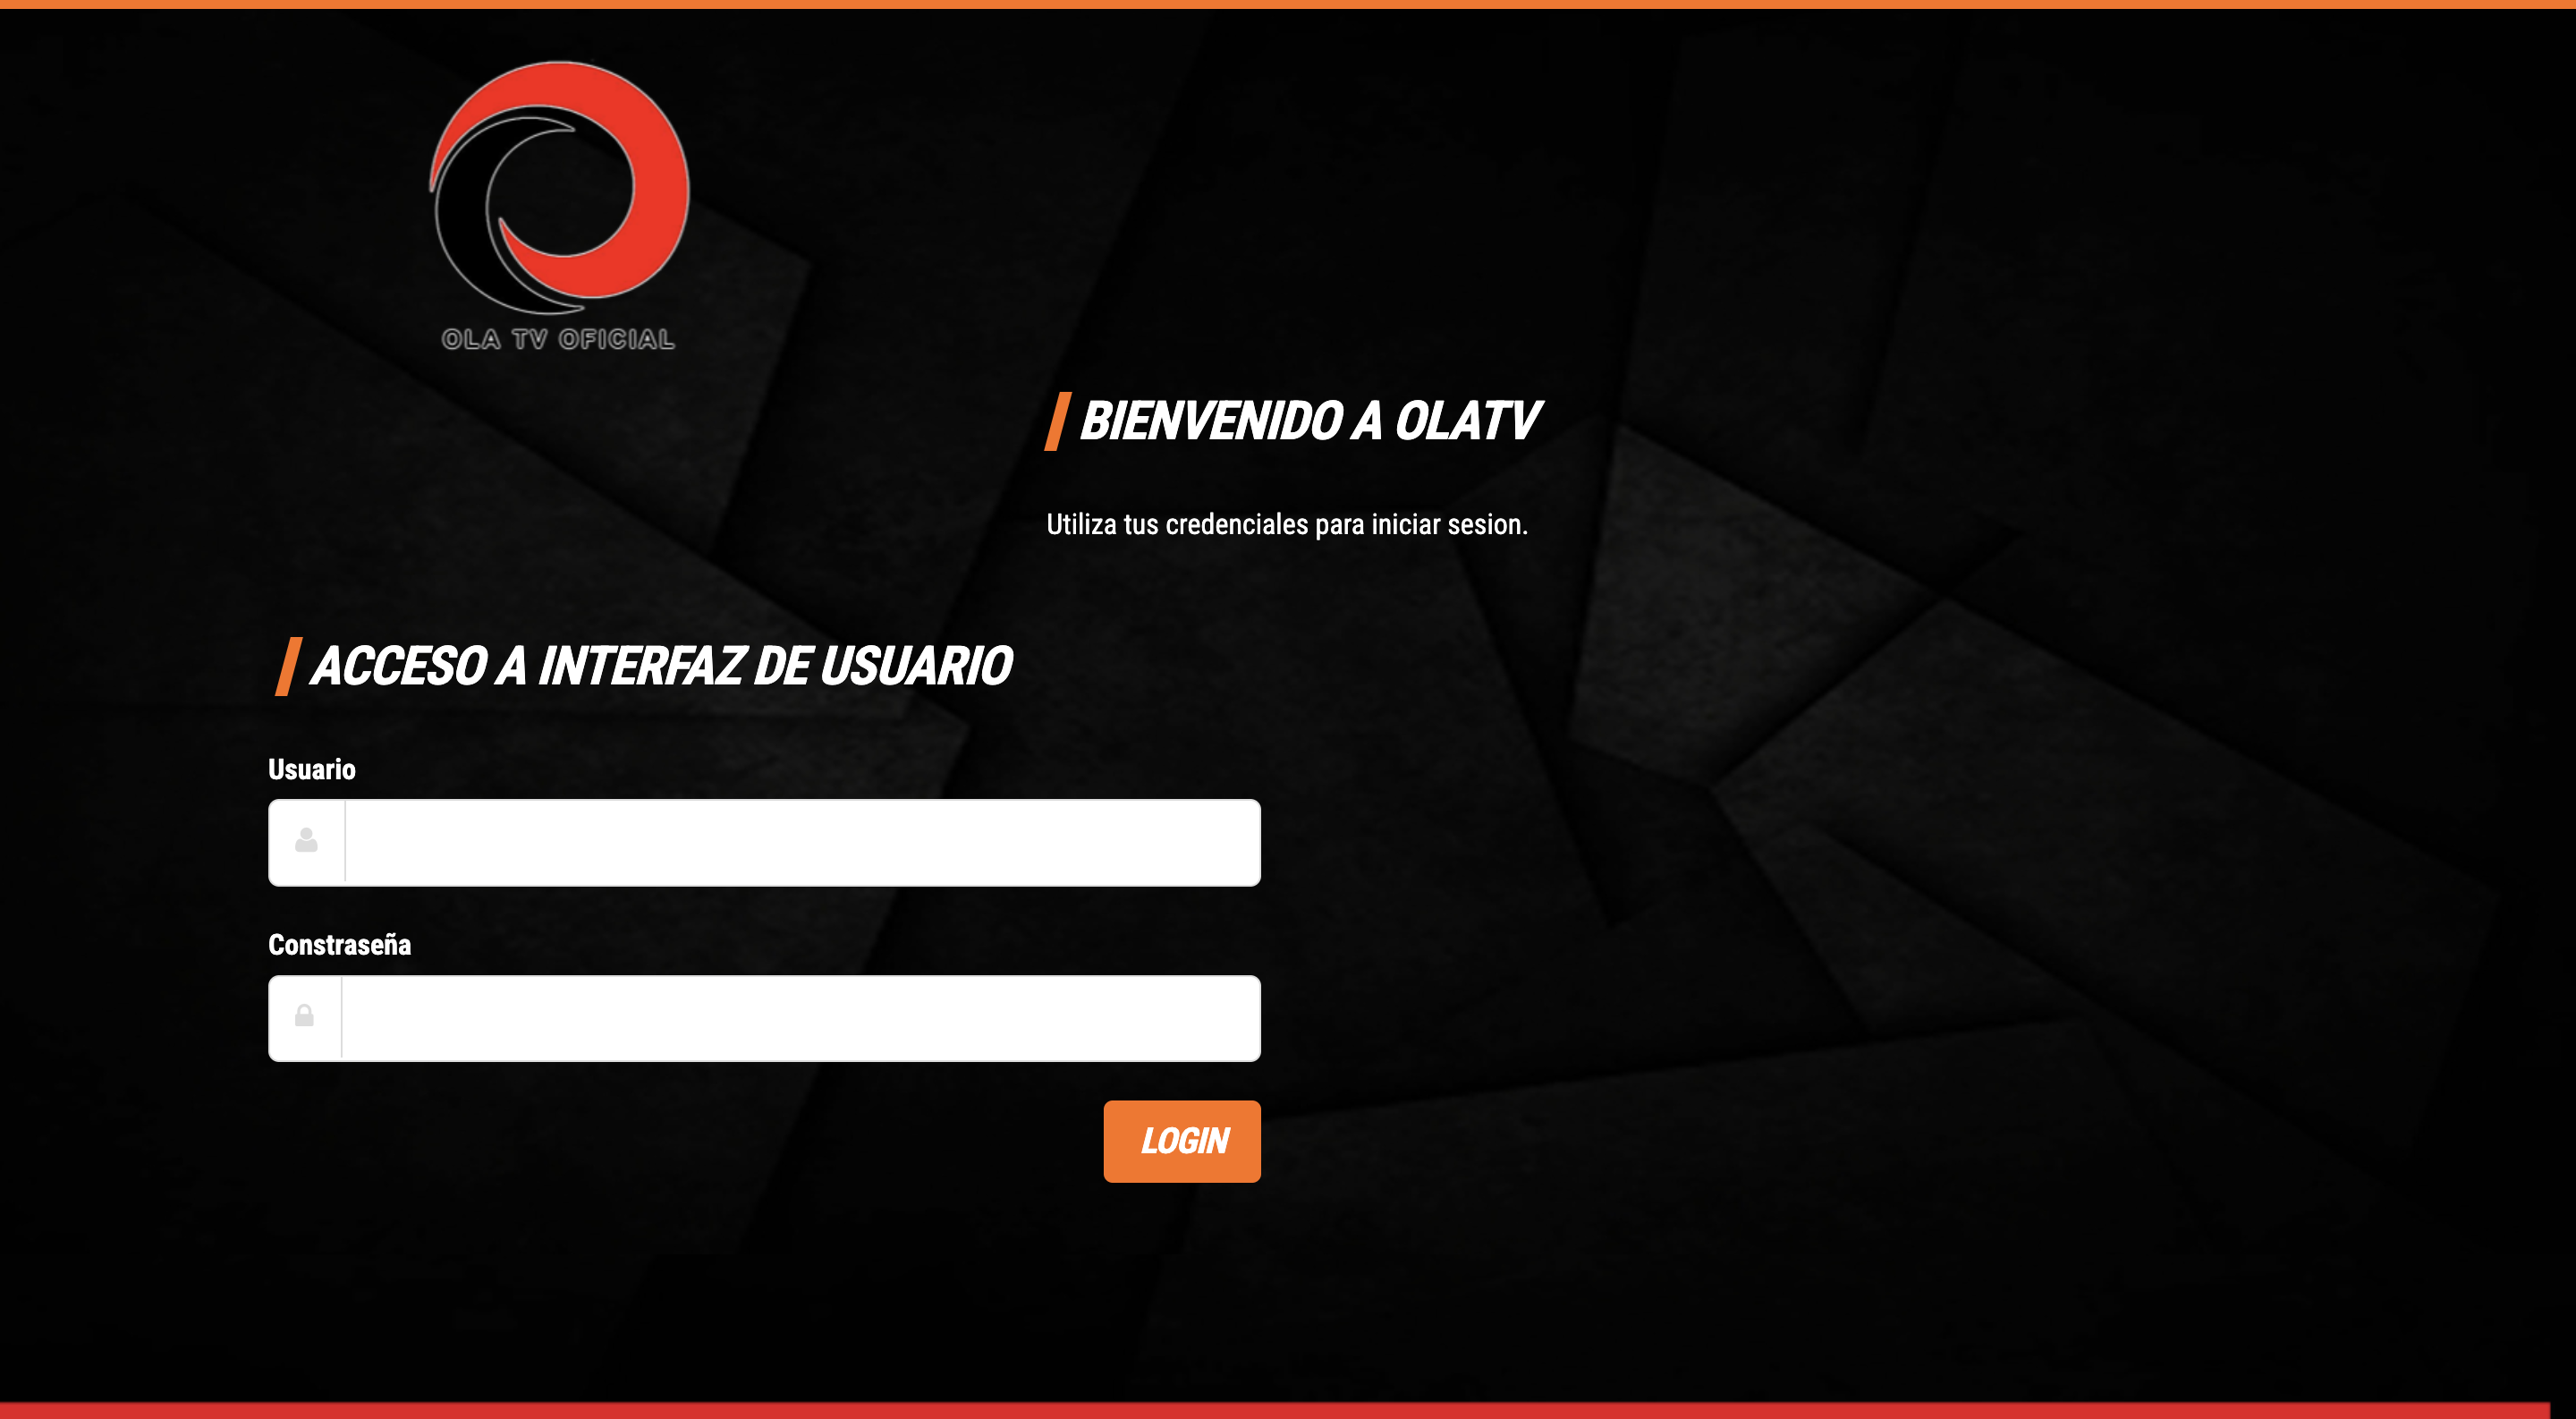 OLA TV OFICIAL
BIENVENIDO A OLATV
Utiliza tus credenciales para iniciar sesion.
ACCESO A INTERFAZ DE USUARIO
Usuario
Constraseña
LOGIN